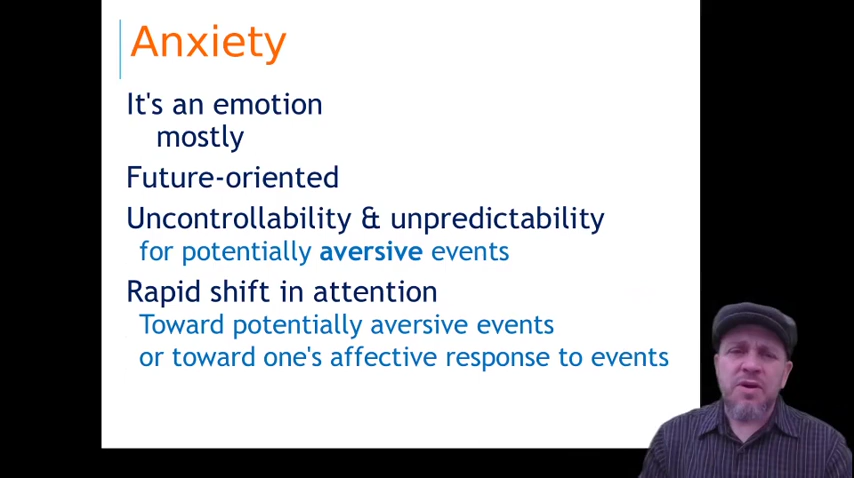 Anxiety
It's an emotion
mostly
Future-oriented
Uncontrollability & unpredictability
for potentially aversive events
Rapid shift in attention
Toward potentially aversive events
or toward one's affective response to events